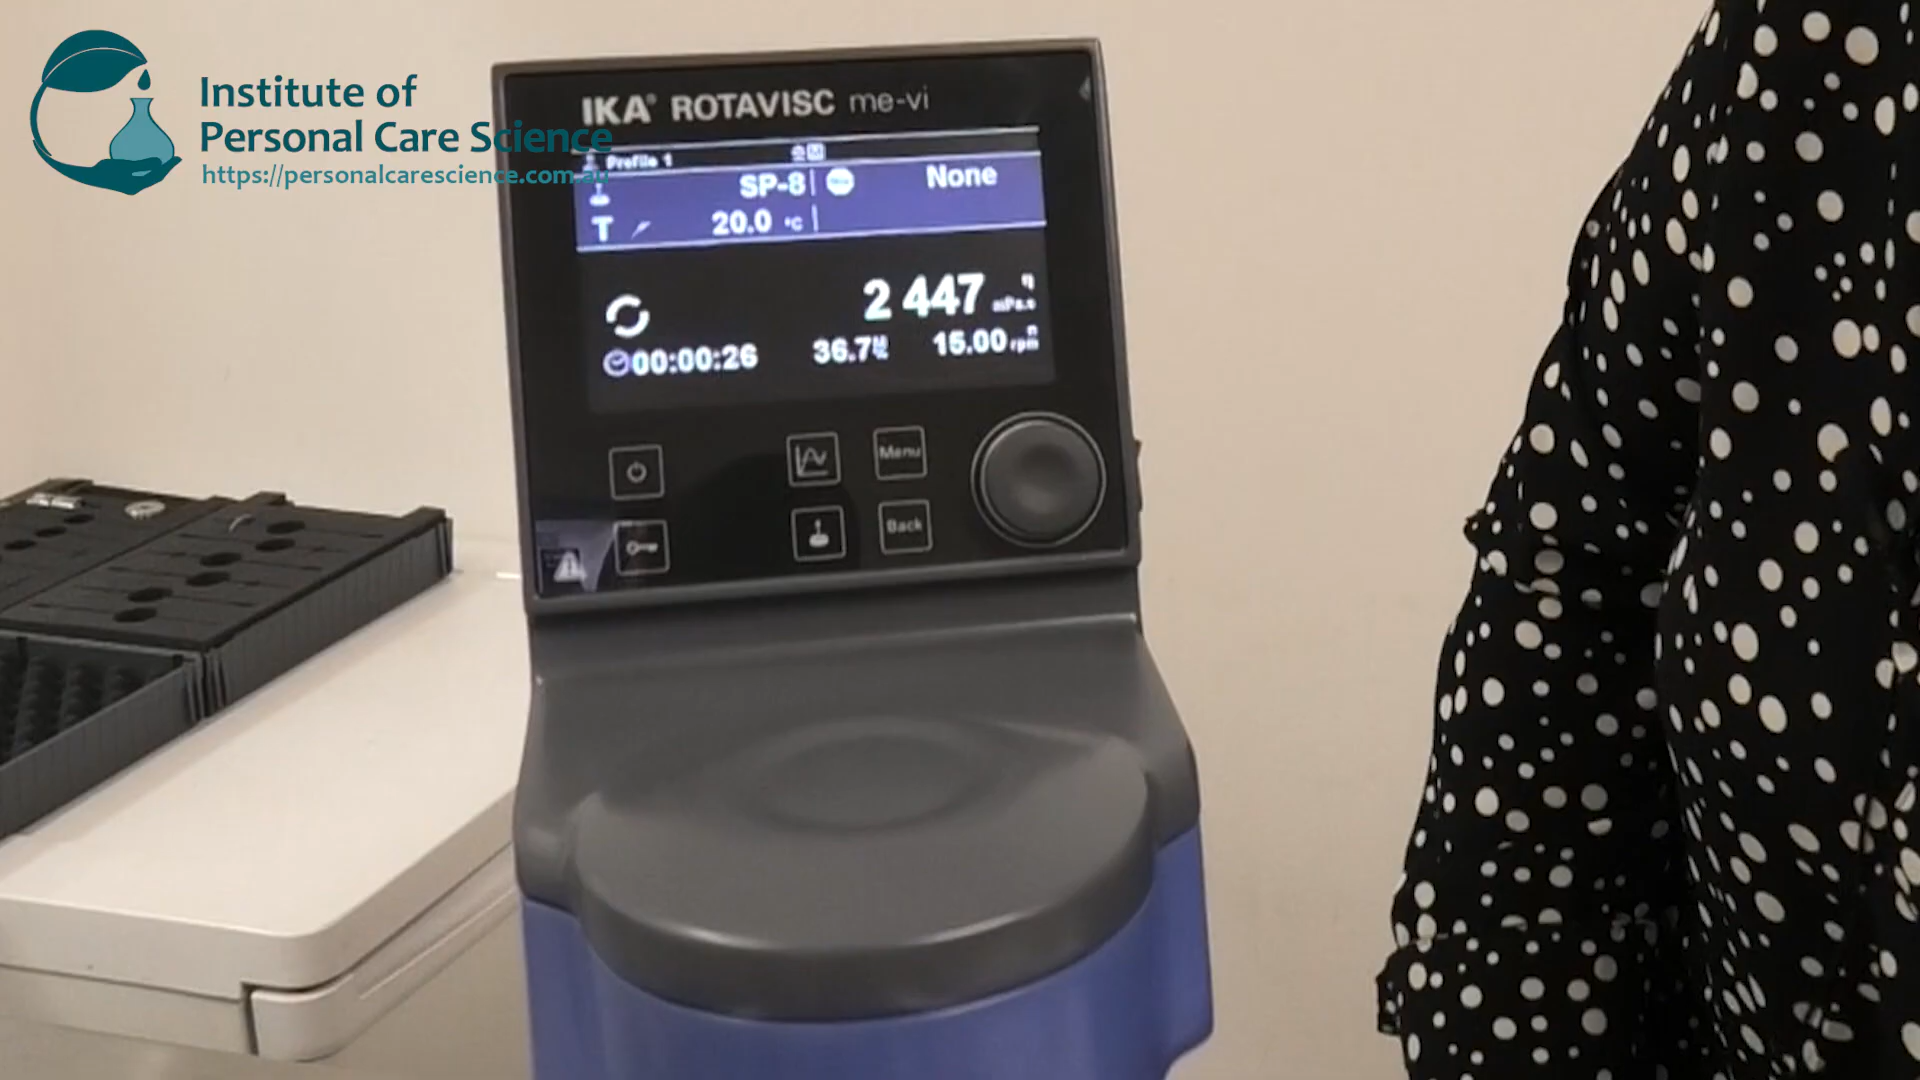 Institute of
Personal Care Science
https://personalcarescience.com.au
IKA® ROTAVISC me-vi
Profile 1
SP-8 None
T 20.0 °C
2 447 η mPa.s
00:00:26 36.7 15.00 n rpm
Menu
Back